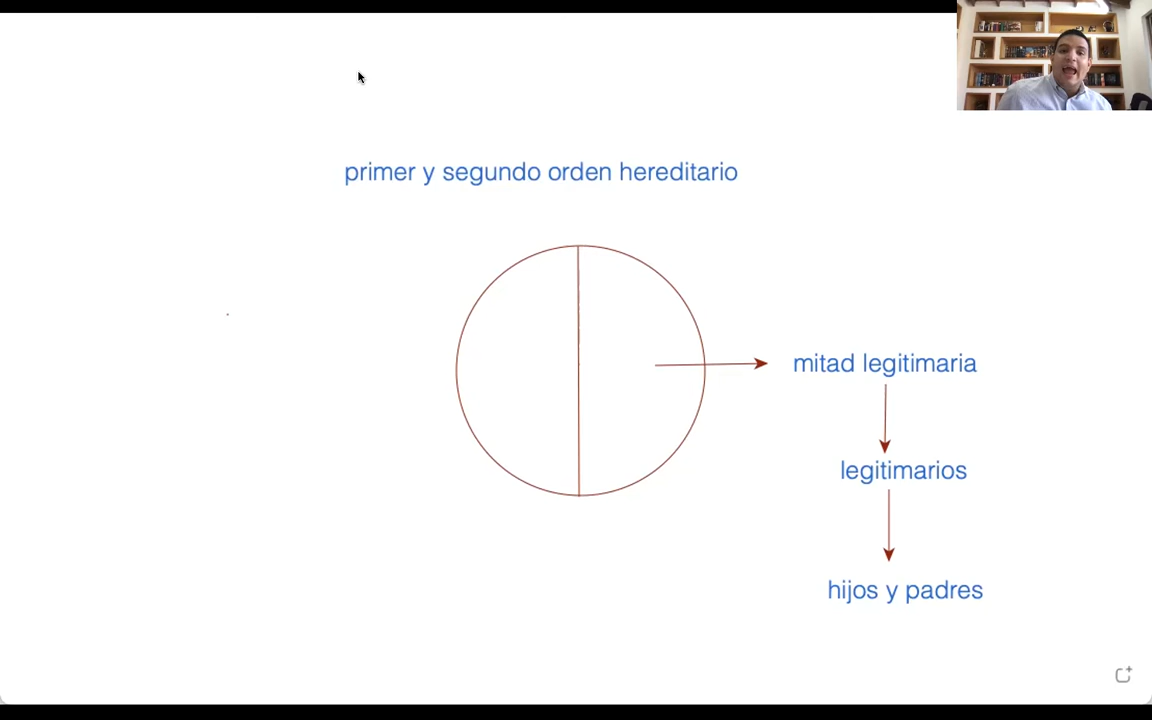 primer y segundo orden hereditario
mitad legitimaria
legitimarios
hijos y padres